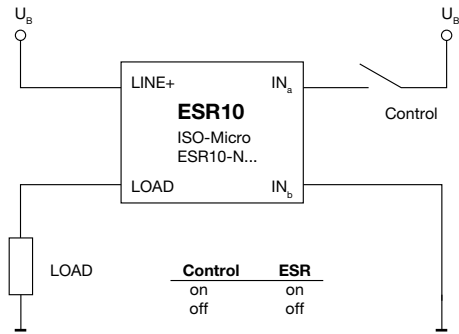 U_B U_B
LINE+ IN_a
ESR10
ISO-Micro
ESR10-N...
Control
LOAD IN_b
LOAD
Control ESR
on on
off off